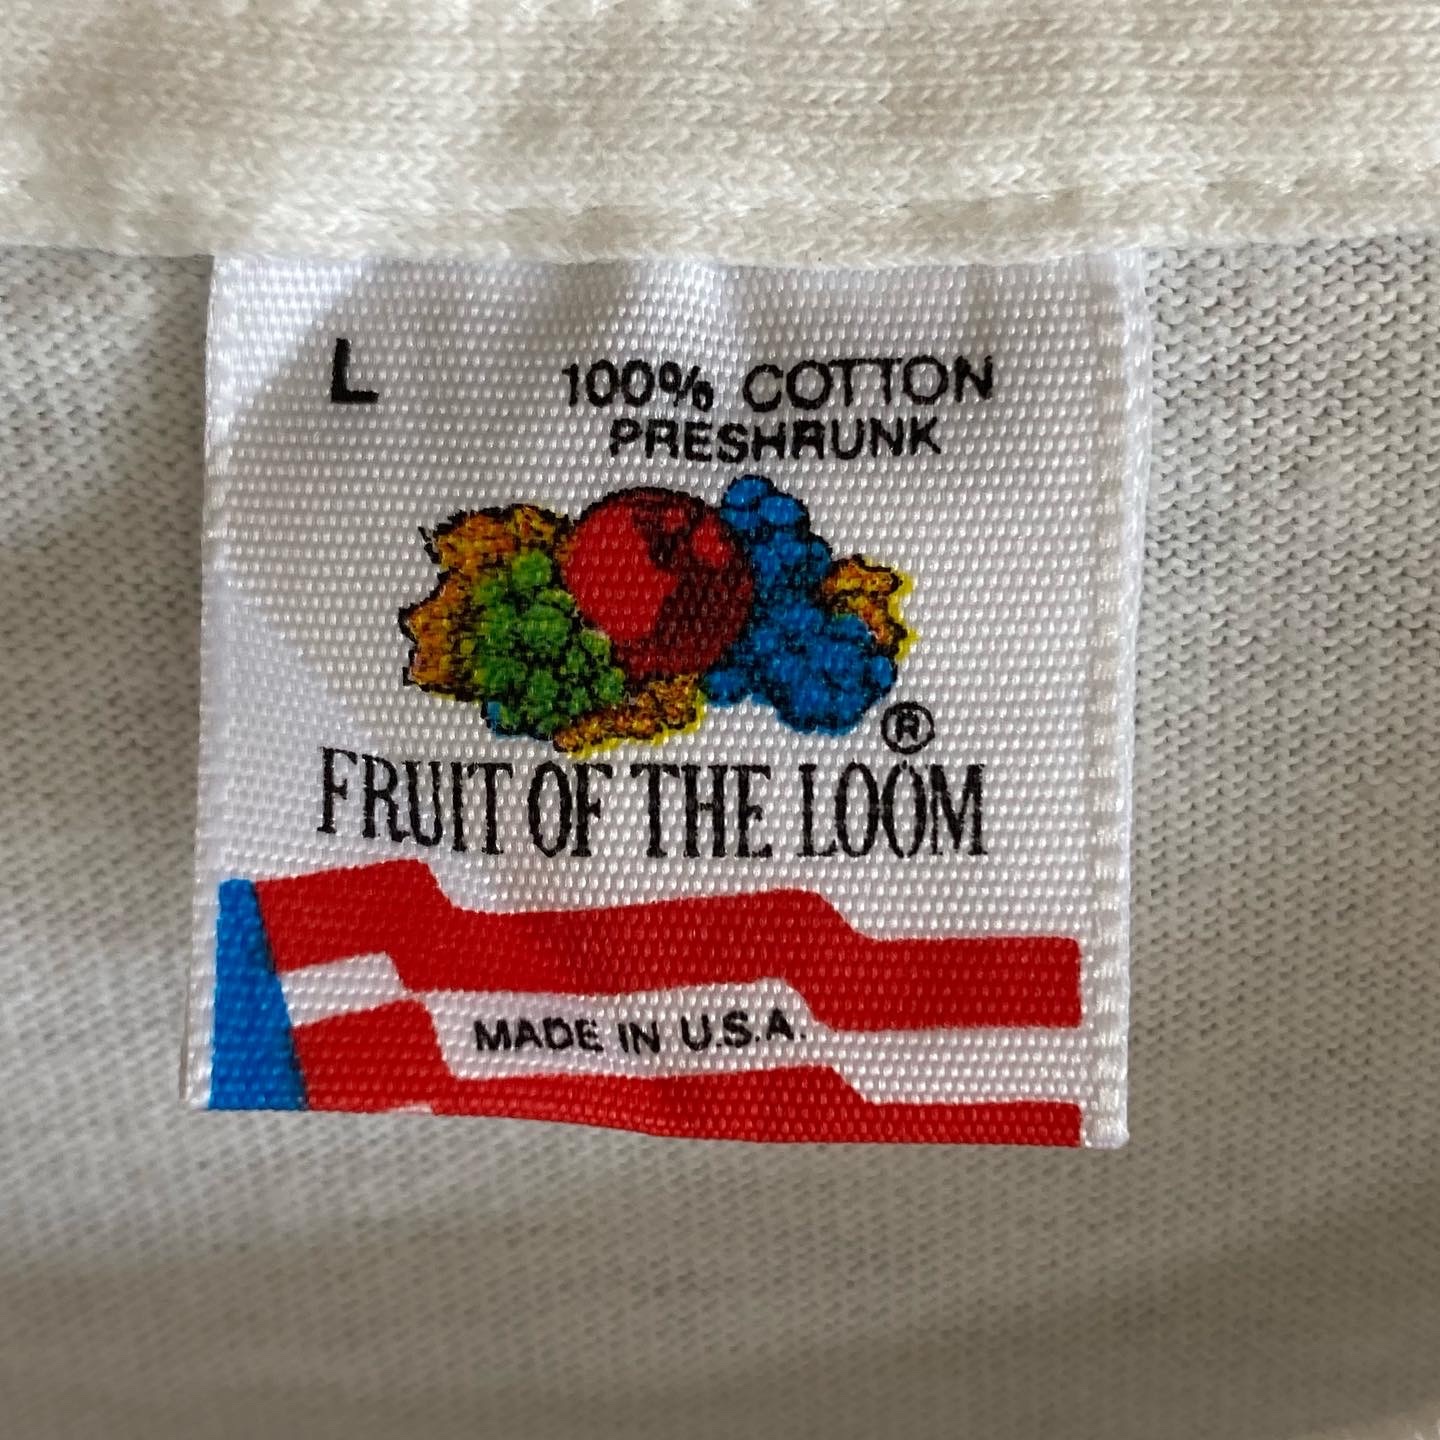 L 100% COTTON
PRESHRUNK
®
FRUIT OF THE LOOM
MADE IN U.S.A.